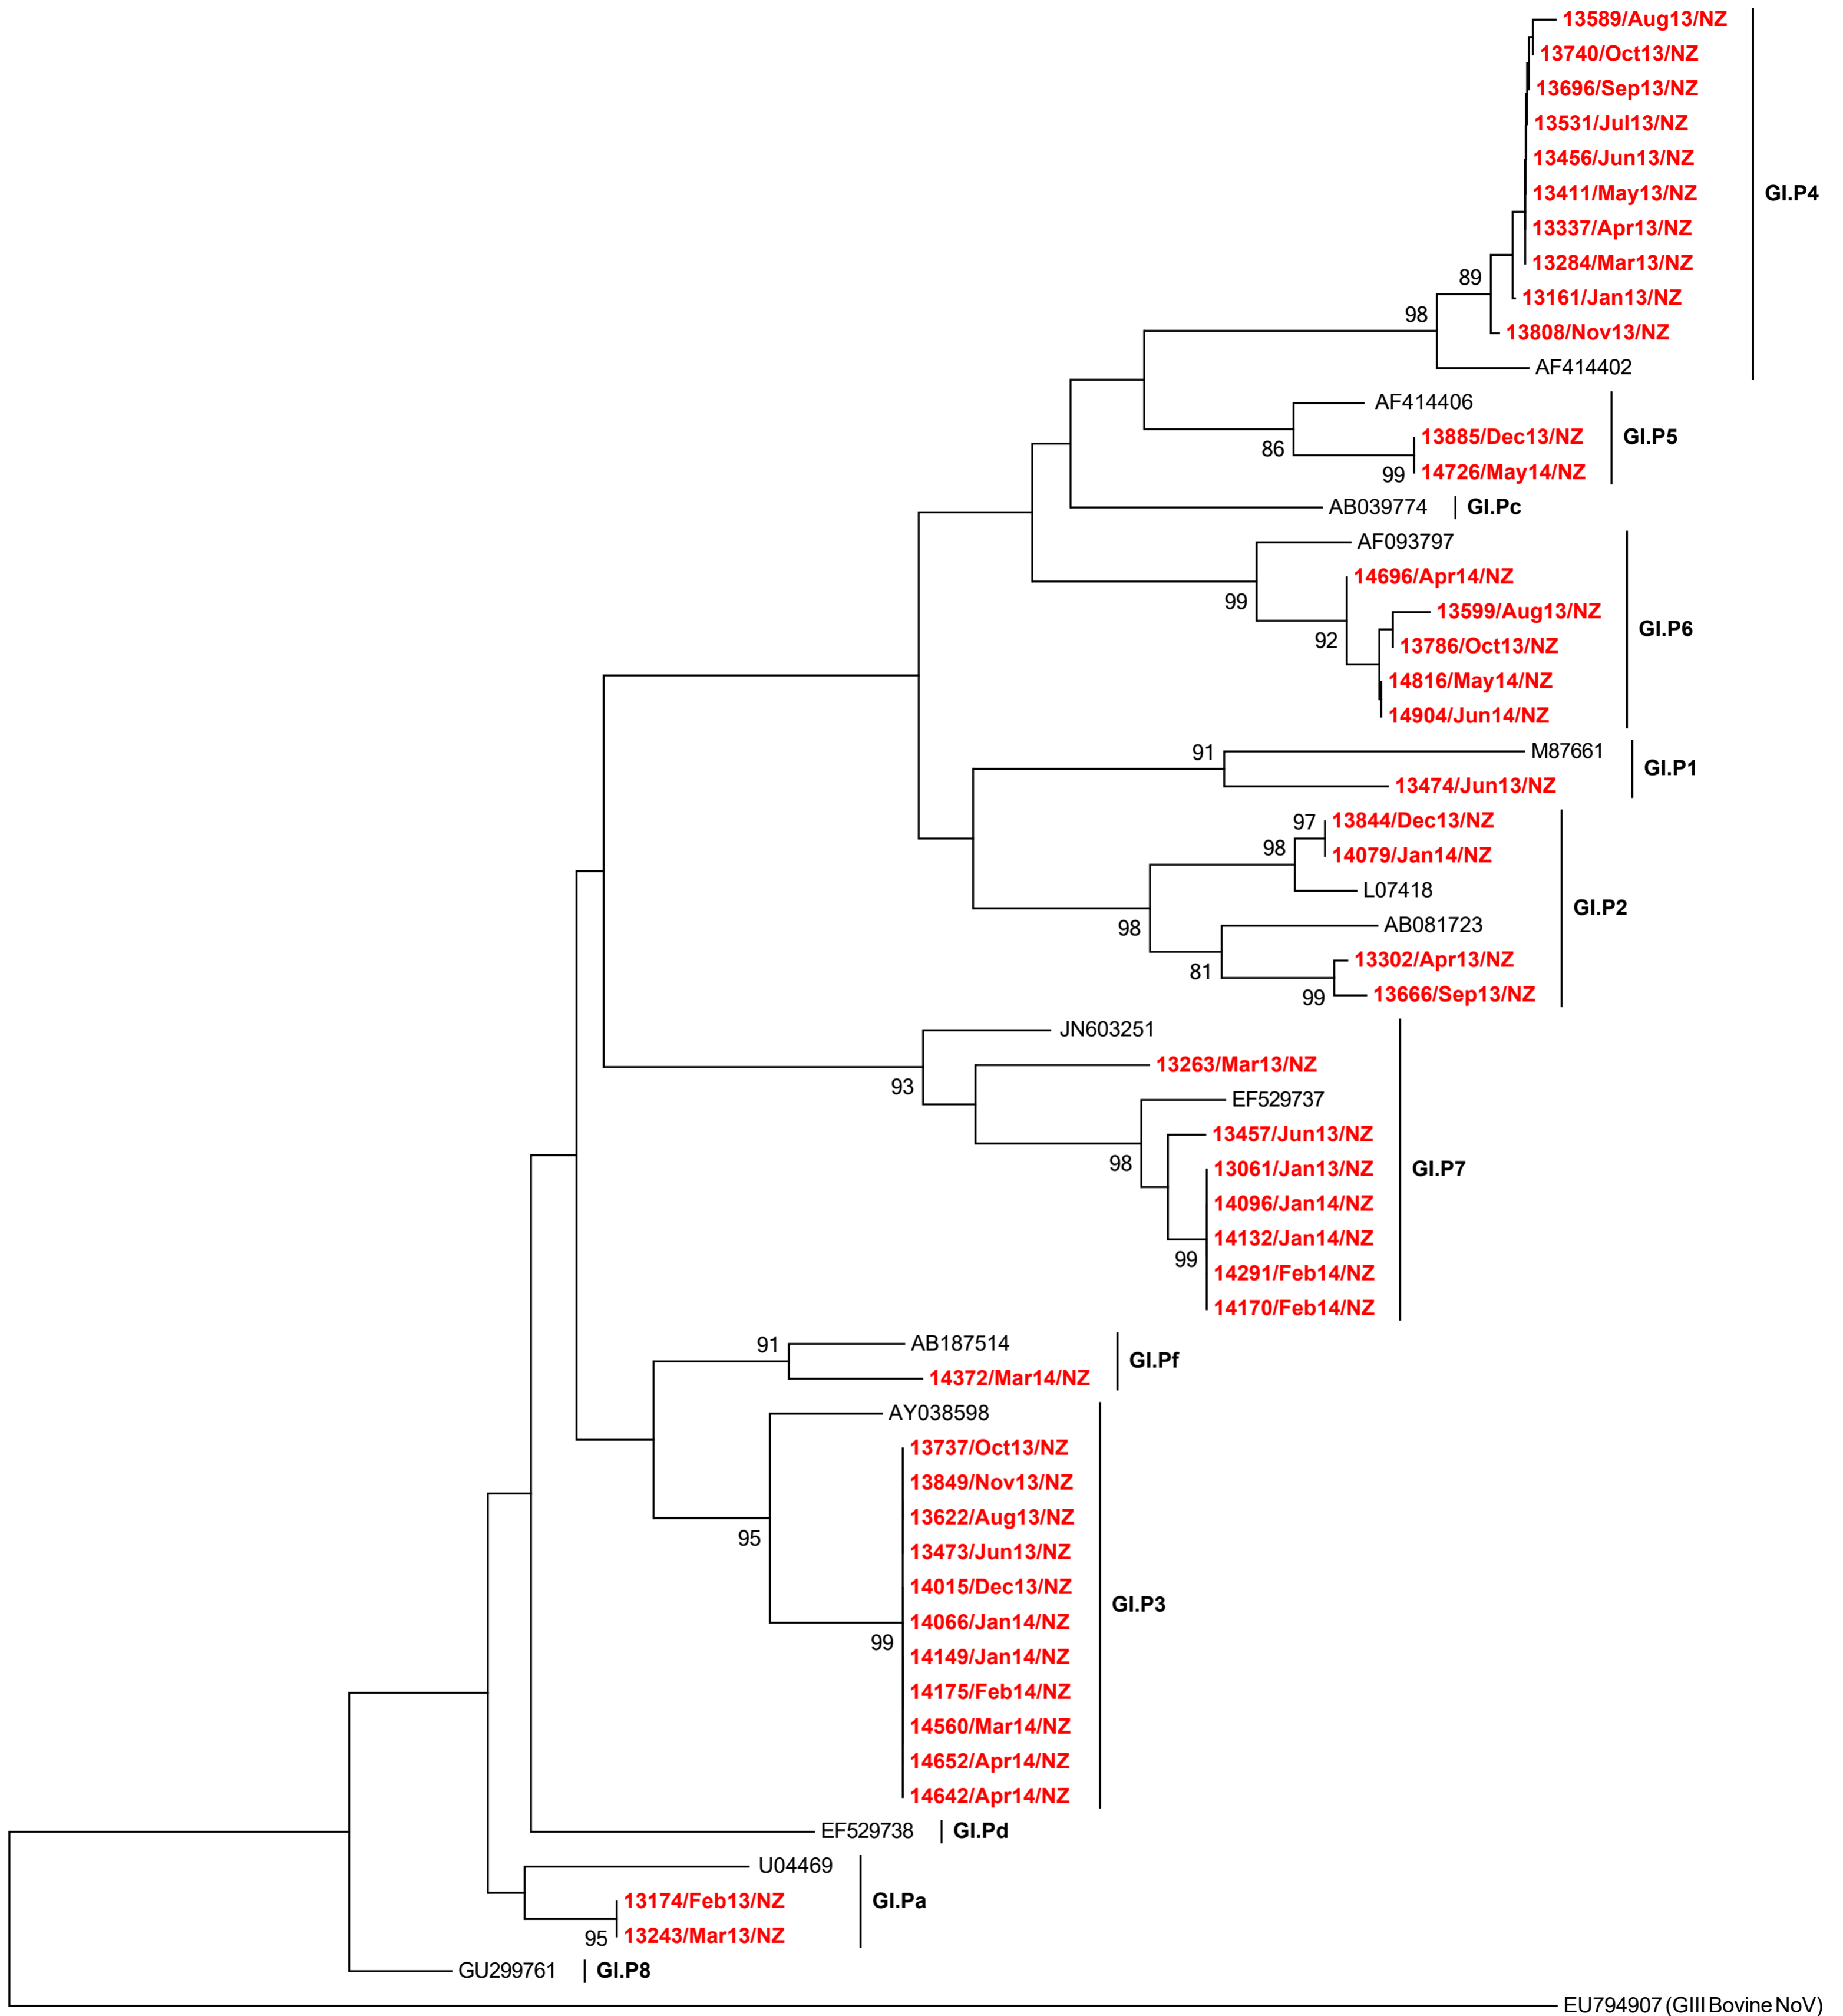 13589/Aug13/NZ
13740/Oct13/NZ
13696/Sep13/NZ
13531/Jul13/NZ
13456/Jun13/NZ
13411/May13/NZ
GI.P4
13337/Apr13/NZ
13284/Mar13/NZ
89
13161/Jan13/NZ
98
13808/Nov13/NZ
AF414402
AF414406
13885/Dec13/NZ
GI.P5
86
14726/May14/NZ
99
AB039774
GI.Pc
AF093797
14696/Apr14/NZ
99
13599/Aug13/NZ
GI.P6
92
13786/Oct13/NZ
14816/May14/NZ
14904/Jun14/NZ
91
M87661
GI.P1
13474/Jun13/NZ
97
13844/Dec13/NZ
98
14079/Jan14/NZ
L07418
GI.P2
98
AB081723
13302/Apr13/NZ
81
99
13666/Sep13/NZ
JN603251
93
13263/Mar13/NZ
EF529737
13457/Jun13/NZ
98
13061/Jan13/NZ
GI.P7
14096/Jan14/NZ
14132/Jan14/NZ
99
14291/Feb14/NZ
14170/Feb14/NZ
91
AB187514
GI.Pf
14372/Mar14/NZ
AY038598
13737/Oct13/NZ
13849/Nov13/NZ
13622/Aug13/NZ
95
13473/Jun13/NZ
14015/Dec13/NZ
GI.P3
14066/Jan14/NZ
99
14149/Jan14/NZ
14175/Feb14/NZ
14560/Mar14/NZ
14652/Apr14/NZ
14642/Apr14/NZ
EF529738
GI.Pd
U04469
13174/Feb13/NZ
GI.Pa
95
13243/Mar13/NZ
GU299761
GI.P8
EU794907 (GIII Bovine NoV)